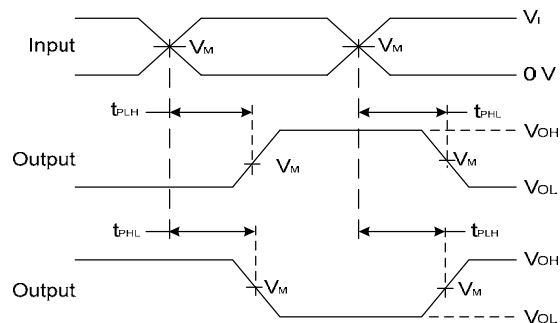 V_I
Input V_M V_M
0 V
t_PLH t_PHL
V_OH
Output V_M V_M
V_OL
t_PHL t_PLH
V_OH
Output V_M V_M
V_OL